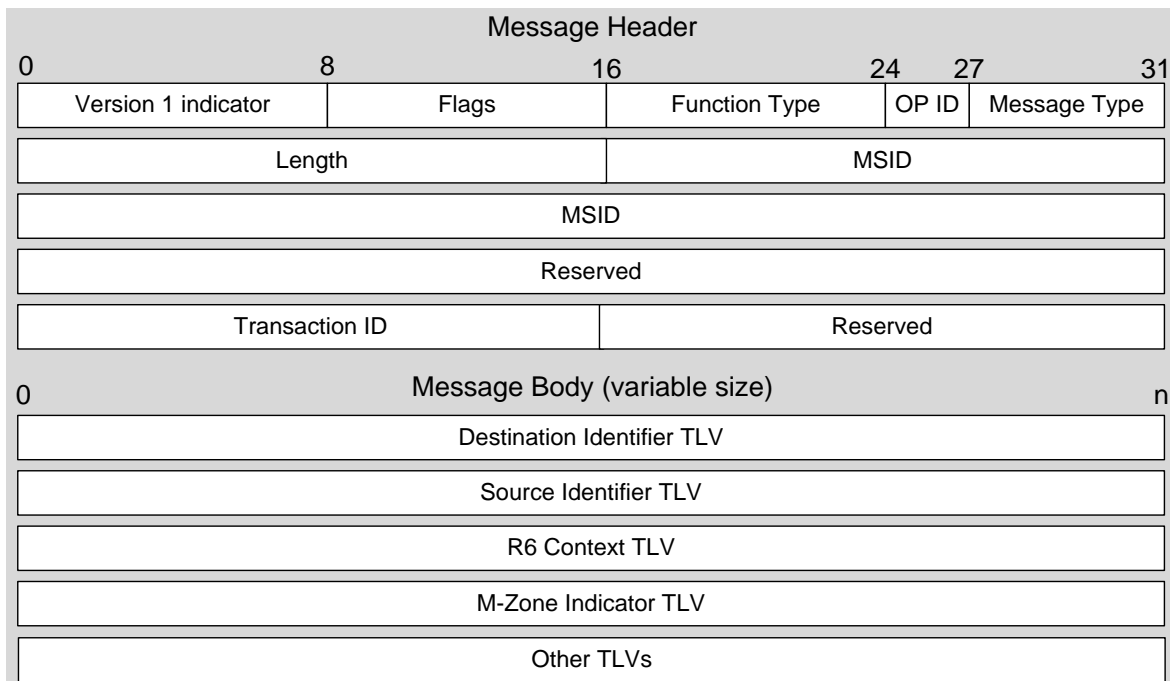 Message Header
0 8 16 24 27 31
Version 1 indicator Flags Function Type OP ID Message Type
Length MSID
MSID
Reserved
Transaction ID Reserved
0 Message Body (variable size) n
Destination Identifier TLV
Source Identifier TLV
R6 Context TLV
M-Zone Indicator TLV
Other TLVs